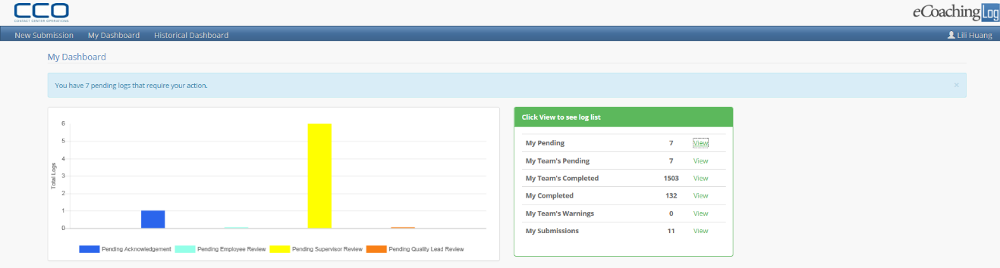 CCO
CONTACT CENTER OPERATIONS
eCoachingLog
New Submission My Dashboard Historical Dashboard Lili Huang
My Dashboard
You have 7 pending logs that require your action. ×
6
5
4
3
2
1
0
Total Logs
Pending Acknowledgement Pending Employee Review Pending Supervisor Review Pending Quality Lead Review
Click View to see log list
My Pending 7 View
My Team's Pending 7 View
My Team's Completed 1503 View
My Completed 132 View
My Team's Warnings 0 View
My Submissions 11 View